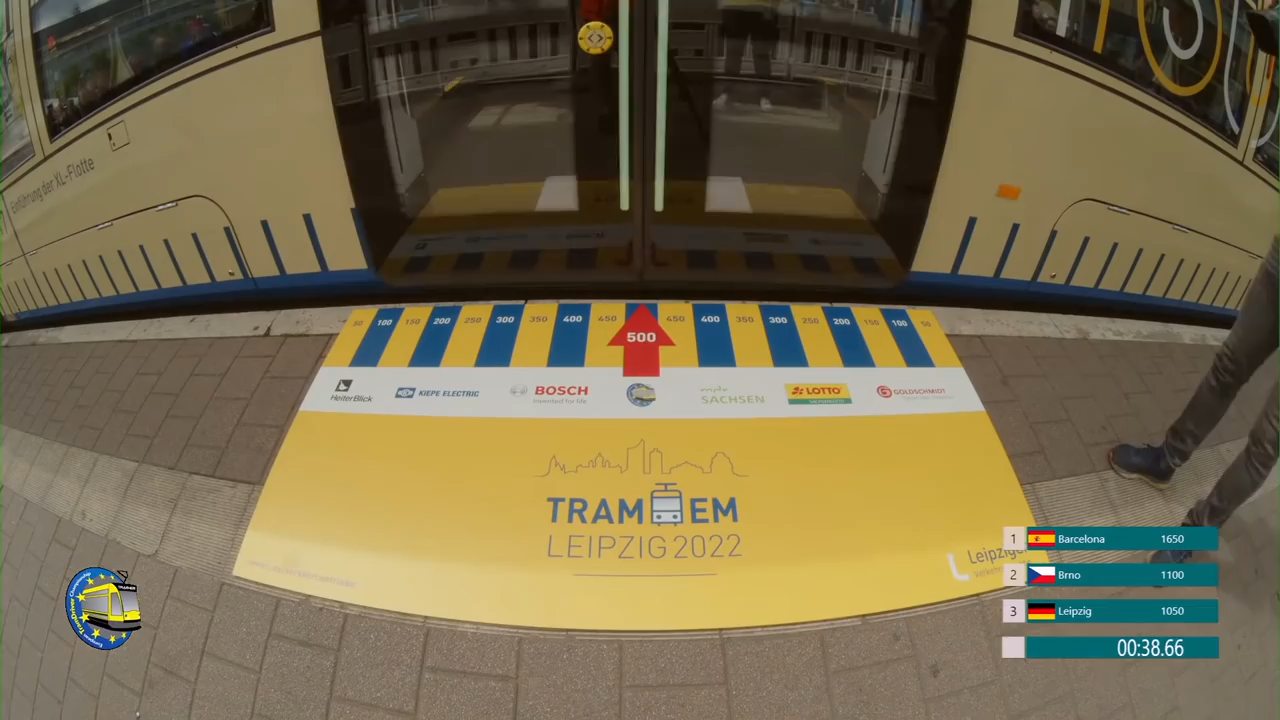 Einführung der XL-Flotte
50 100 150 200 250 300 350 400 450 500 450 400 350 300 250 200 150 100 50
HeiterBlick KIEPE ELECTRIC BOSCH mdr SACHSEN LOTTO GOLDSCHMIDT
Invented for life
TRAM EM
LEIPZIG 2022
Leipziger
1 Barcelona 1650
2 Brno 1100
3 Leipzig 1050
00:38.66